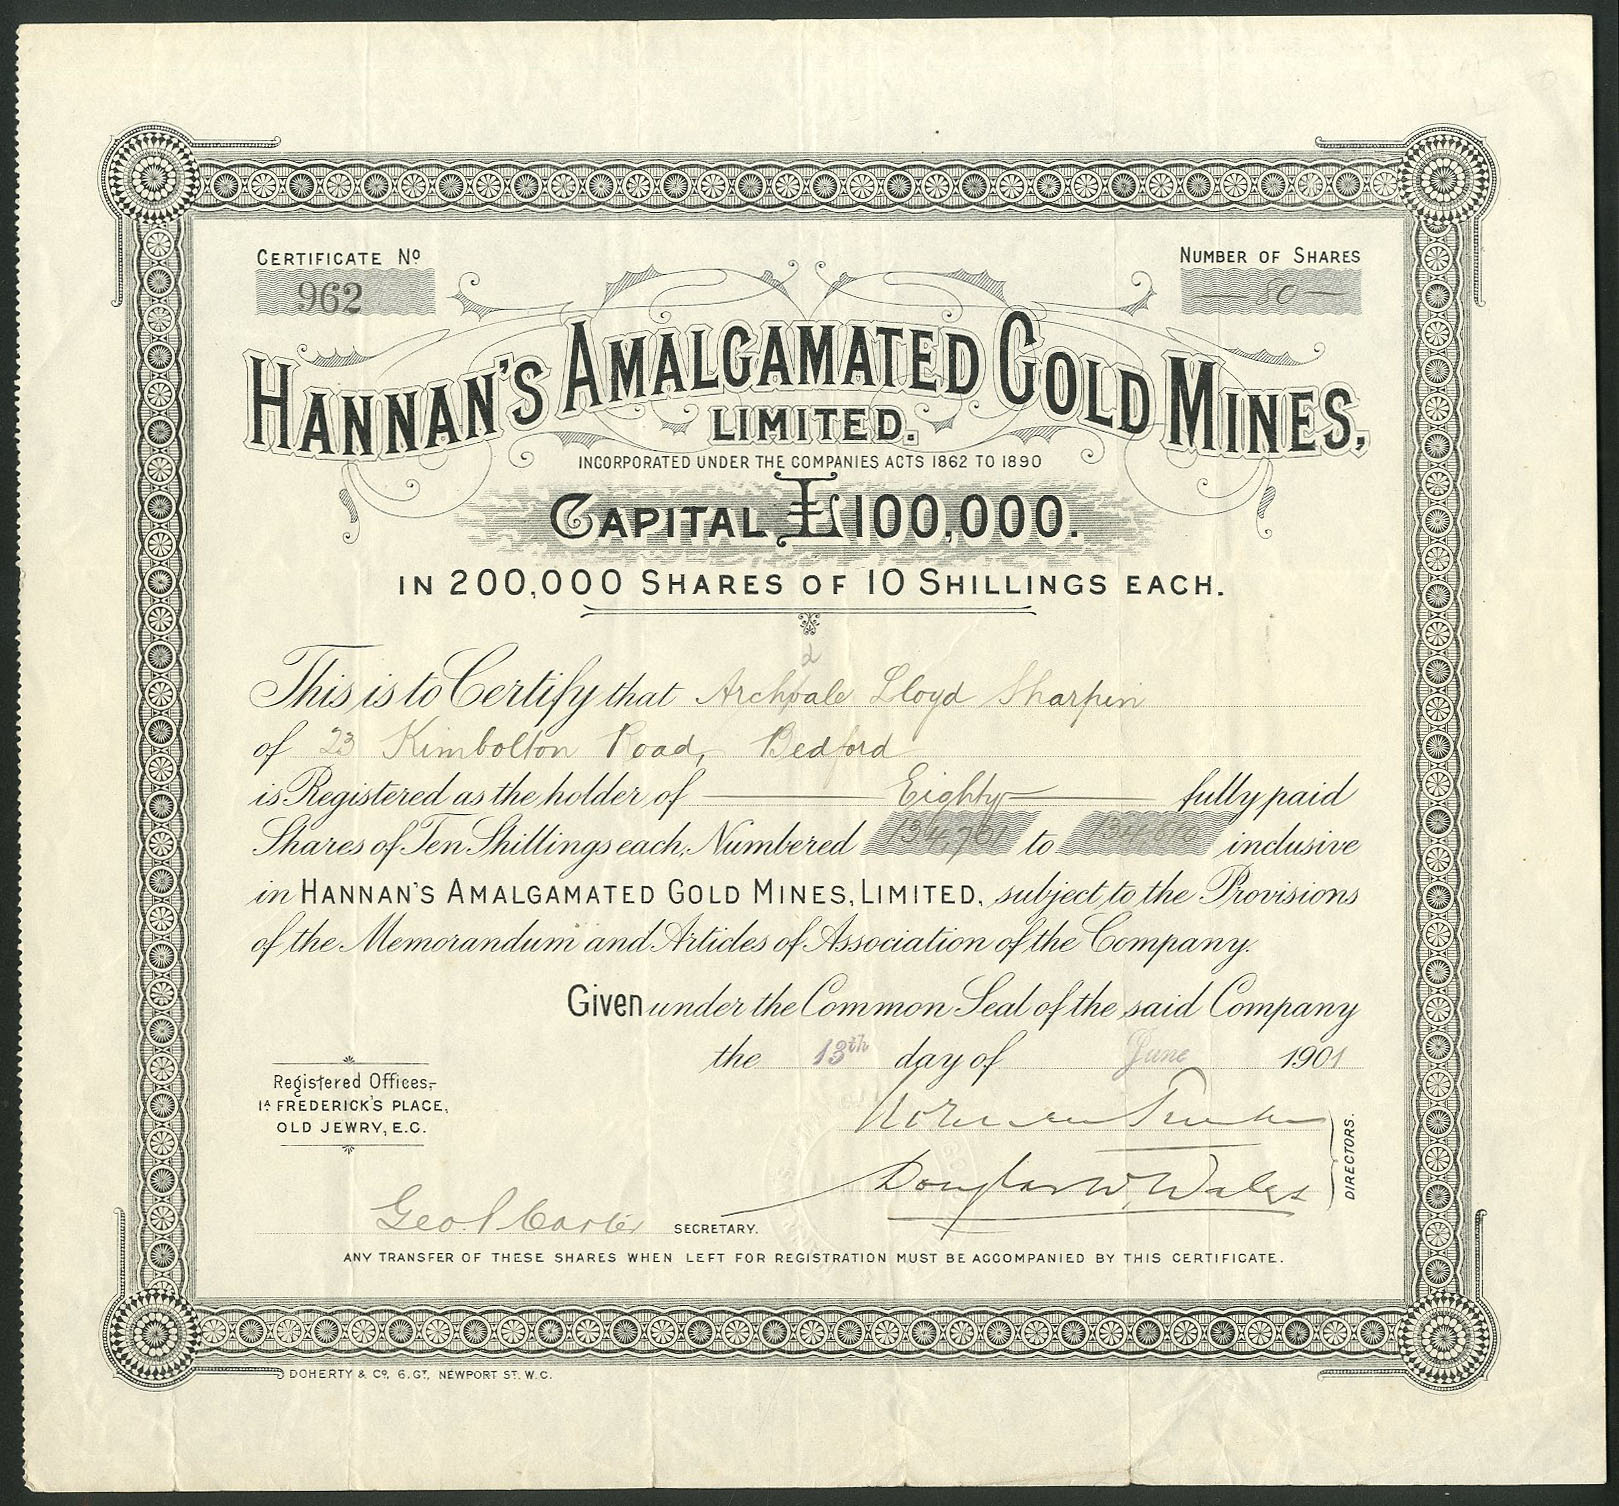 CERTIFICATE Nº
962
NUMBER OF SHARES
80
HANNAN'S AMALGAMATED GOLD MINES,
LIMITED.
INCORPORATED UNDER THE COMPANIES ACTS 1862 TO 1890
CAPITAL £100,000.
IN 200,000 SHARES OF 10 SHILLINGS EACH.
d
This is to Certify that Archdale Lloyd Sharpin
of 23 Kimbolton Road, Bedford
is Registered as the holder of Eighty fully paid
Shares of Ten Shillings each, Numbered to inclusive
in HANNAN'S AMALGAMATED GOLD MINES, LIMITED, subject to the Provisions
of the Memorandum and Articles of Association of the Company.
Given under the Common Seal of the said Company
the 13th day of June 1901
Registered Offices,-
1A FREDERICK'S PLACE,
OLD JEWRY, E.C.
Douglas W. Wales
DIRECTORS.
Geo. P. Carter SECRETARY.
ANY TRANSFER OF THESE SHARES WHEN LEFT FOR REGISTRATION MUST BE ACCOMPANIED BY THIS CERTIFICATE.
DOHERTY & Cº, 6. GT. NEWPORT ST. W.C.